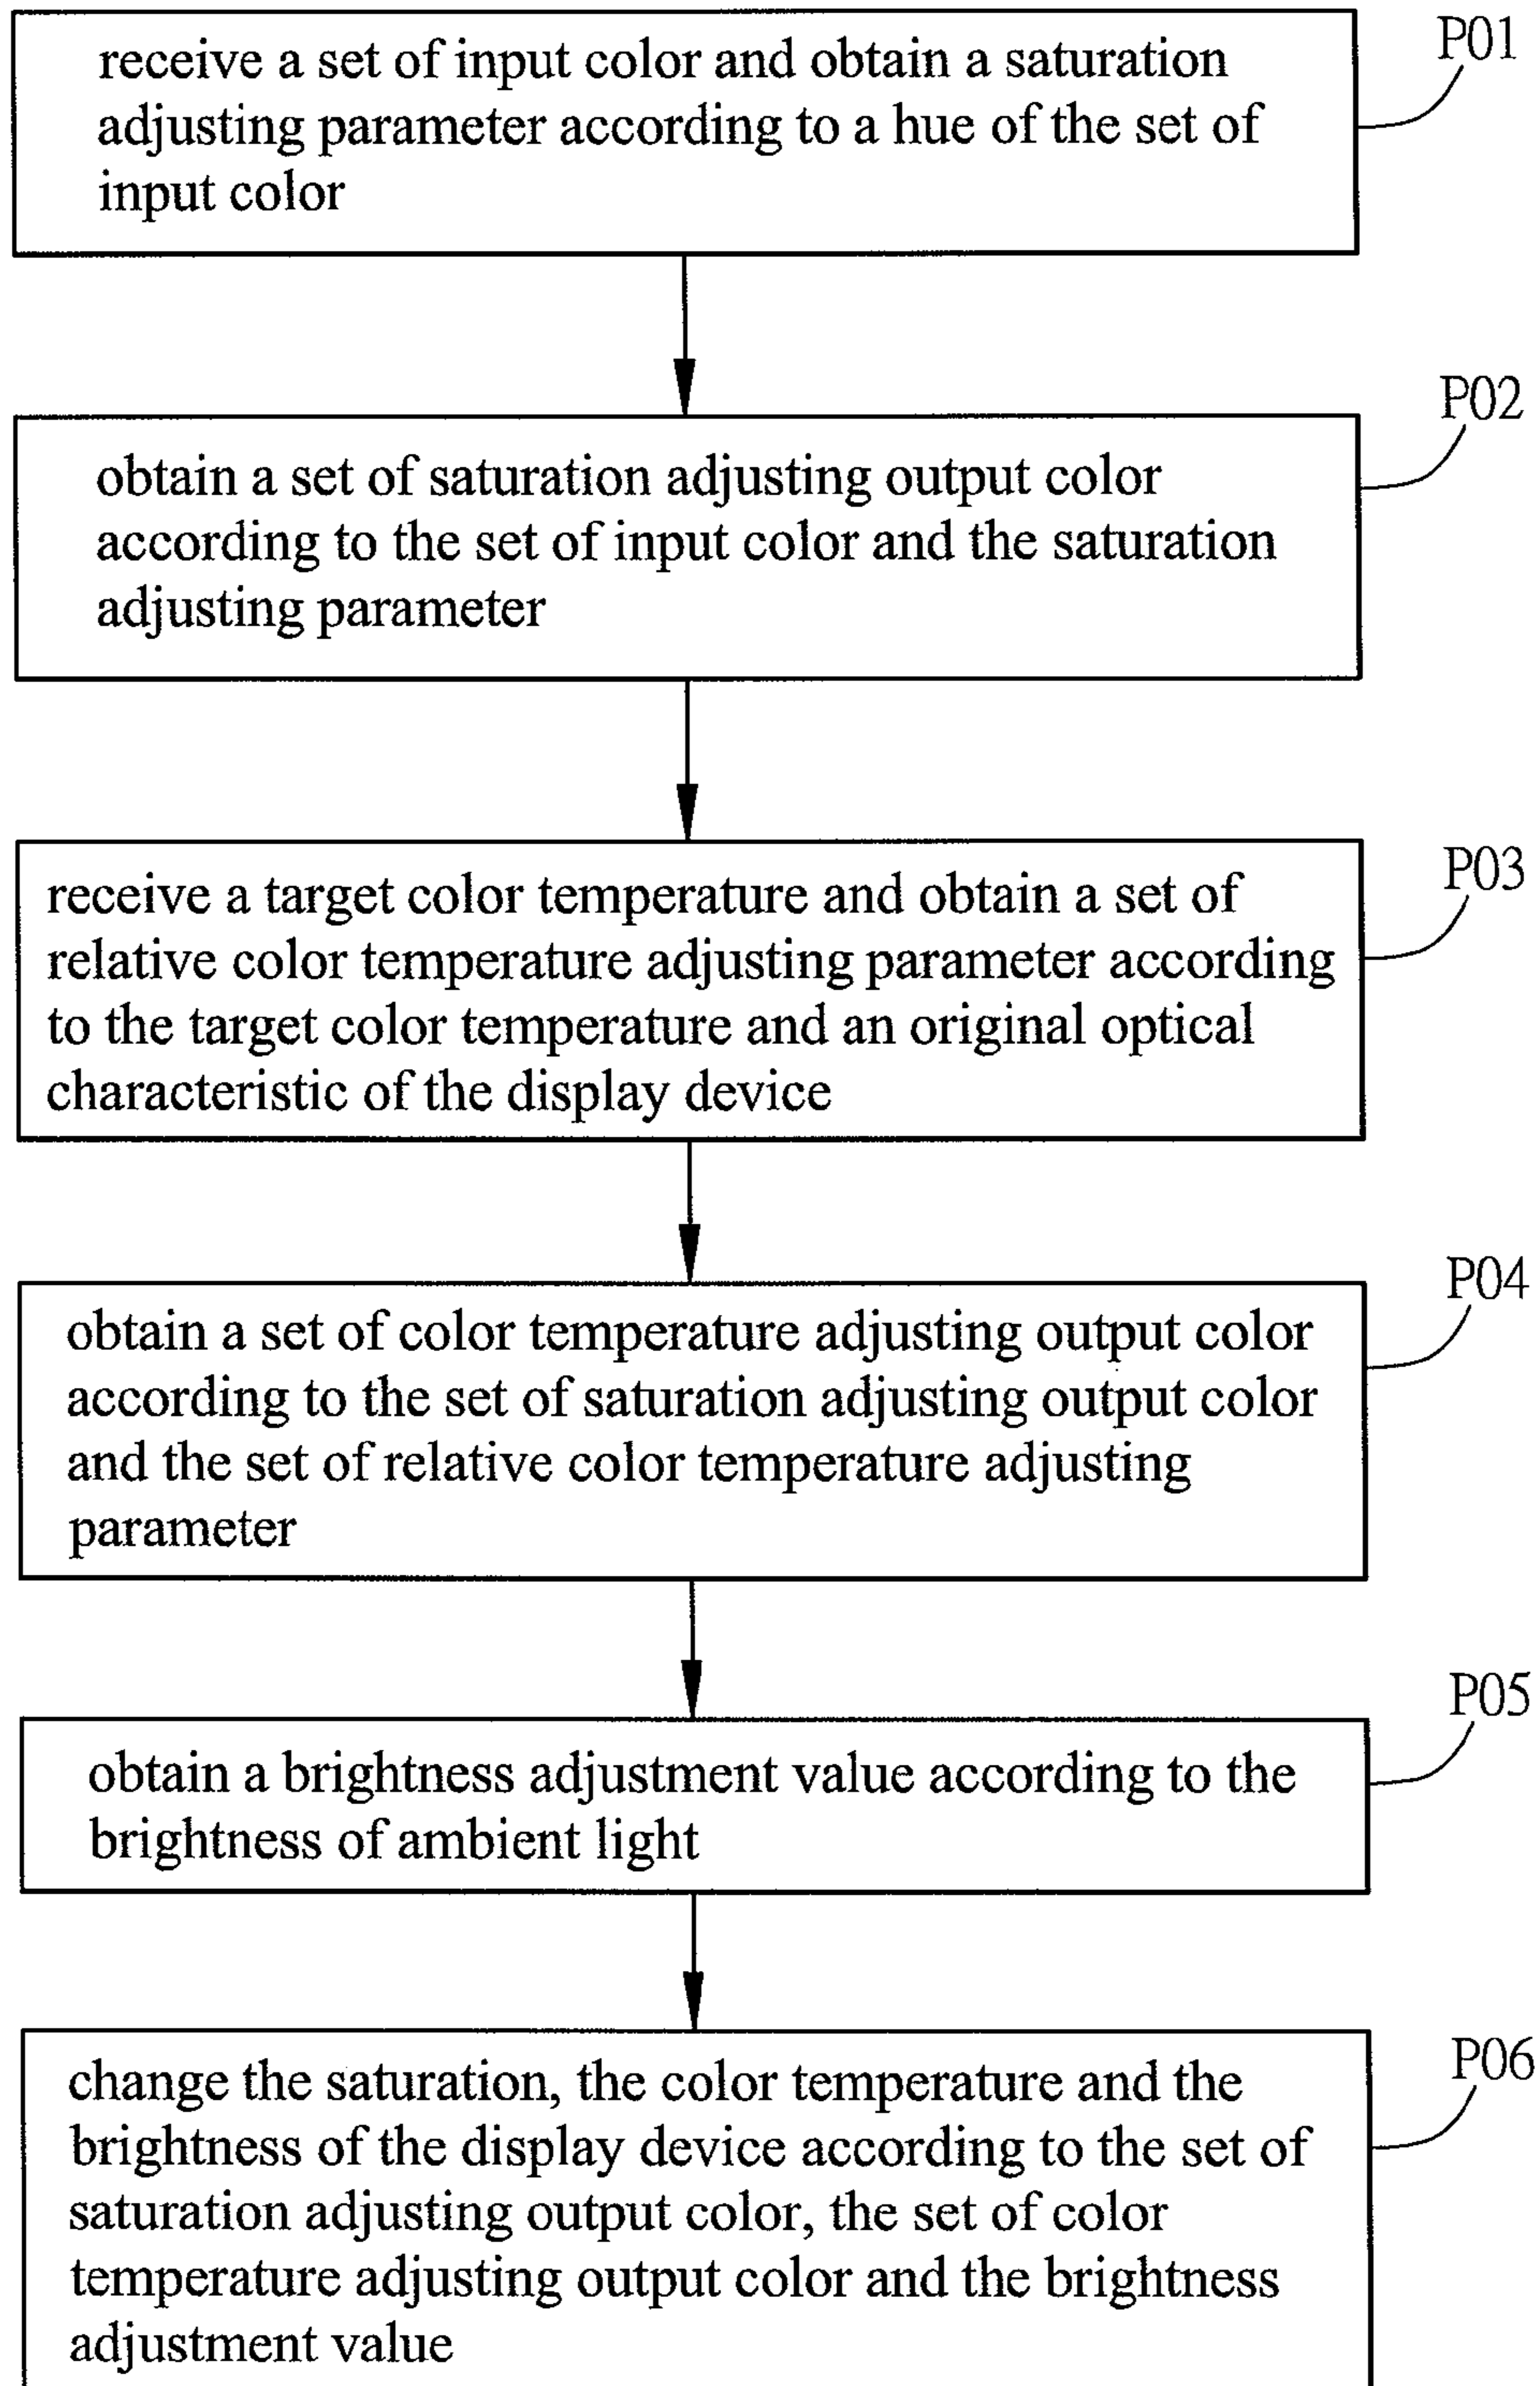 P01
receive a set of input color and obtain a saturation
adjusting parameter according to a hue of the set of
input color
P02
obtain a set of saturation adjusting output color
according to the set of input color and the saturation
adjusting parameter
P03
receive a target color temperature and obtain a set of
relative color temperature adjusting parameter according
to the target color temperature and an original optical
characteristic of the display device
P04
obtain a set of color temperature adjusting output color
according to the set of saturation adjusting output color
and the set of relative color temperature adjusting
parameter
P05
obtain a brightness adjustment value according to the
brightness of ambient light
P06
change the saturation, the color temperature and the
brightness of the display device according to the set of
saturation adjusting output color, the set of color
temperature adjusting output color and the brightness
adjustment value